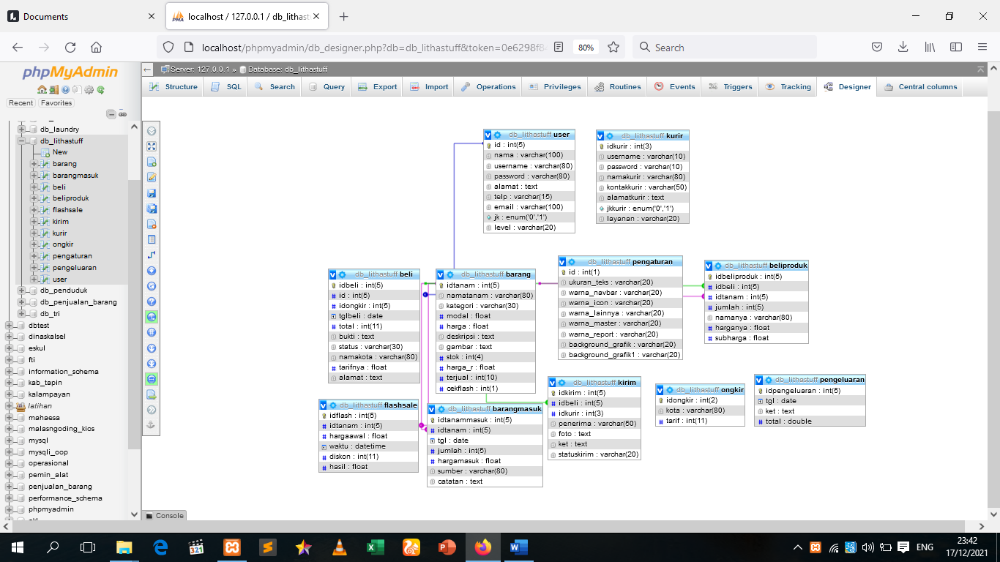 Documents
localhost / 127.0.0.1 / db_lithast
localhost/phpmyadmin/db_designer.php?db=db_lithastuff&token=0e6298f8
80%
Search
phpMyAdmin
Recent
Favorites
db_laundry
db_lithastuff
New
barang
barangmasuk
beli
beliproduk
flashsale
kirim
kurir
ongkir
pengaturan
pengeluaran
user
db_penduduk
db_penjualan_barang
db_tri
dbtest
dinaskalsel
eskul
fti
information_schema
kab_tapin
kalampayan
latihan
mahaesa
malasngoding_kios
mysql
mysqli_oop
operasional
pemin_alat
penjualan_barang
performance_schema
phpmyadmin
Server: 127.0.0.1 » Database: db_lithastuff
Structure
SQL
Search
Query
Export
Import
Operations
Privileges
Routines
Events
Triggers
Tracking
Designer
Central columns
db_lithastuff user
id : int(5)
nama : varchar(100)
username : varchar(80)
password : varchar(80)
alamat : text
telp : varchar(15)
email : varchar(100)
jk : enum('0','1')
level : varchar(20)
db_lithastuff kurir
idkurir : int(3)
username : varchar(10)
password : varchar(10)
namakurir : varchar(80)
kontakkurir : varchar(50)
alamatkurir : text
jkkurir : enum('0','1')
layanan : varchar(20)
db_lithastuff beli
idbeli : int(5)
id : int(5)
idongkir : int(5)
tglbeli : date
total : int(11)
bukti : text
status : varchar(30)
namakota : varchar(80)
tarifnya : float
alamat : text
db_lithastuff barang
idtanam : int(5)
namatanam : varchar(80)
kategori : varchar(30)
modal : float
harga : float
deskripsi : text
gambar : text
stok : int(4)
harga_r : float
terjual : int(10)
cekflash : int(1)
db_lithastuff pengaturan
id : int(1)
ukuran_teks : varchar(20)
warna_navbar : varchar(20)
warna_icon : varchar(20)
warna_lainnya : varchar(20)
warna_master : varchar(20)
warna_report : varchar(20)
background_grafik : varchar(20)
background_grafik1 : varchar(20)
db_lithastuff beliproduk
idbeliproduk : int(5)
idbeli : int(5)
idtanam : int(5)
jumlah : int(5)
namanya : varchar(80)
harganya : float
subharga : float
db_lithastuff flashsale
idflash : int(5)
idtanam : int(5)
hargaawal : float
waktu : datetime
diskon : int(11)
hasil : float
db_lithastuff barangmasuk
idtanammasuk : int(5)
idtanam : int(5)
tgl : date
jumlah : int(5)
hargamasuk : float
sumber : varchar(80)
catatan : text
db_lithastuff kirim
idkirim : int(5)
idbeli : int(5)
idkurir : int(3)
penerima : varchar(50)
foto : text
ket : text
statuskirim : varchar(20)
db_lithastuff ongkir
idongkir : int(2)
kota : varchar(80)
tarif : int(11)
db_lithastuff pengeluaran
idpengeluaran : int(5)
tgl : date
ket : text
total : double
Console
ENG
23:42
17/12/2021